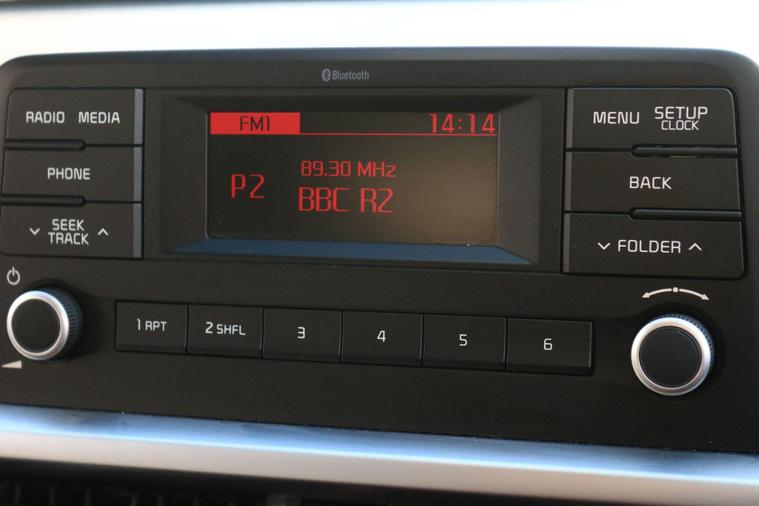 Bluetooth
RADIO MEDIA
PHONE
SEEK
TRACK
FM1 14:14
P2
89.30 MHz
BBC R2
MENU
SETUP
CLOCK
BACK
FOLDER
1 RPT 2 SHFL 3 4 5 6